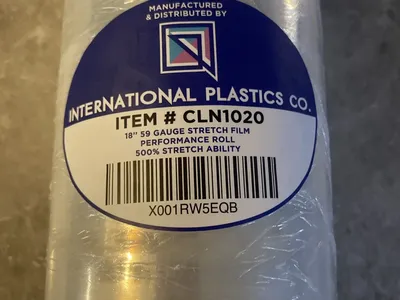 MANUFACTURED
& DISTRIBUTED BY
INTERNATIONAL PLASTICS CO.
ITEM # CLN1020
18" 59 GAUGE STRETCH FILM
PERFORMANCE ROLL
500% STRETCH ABILITY
X001RW5EQB